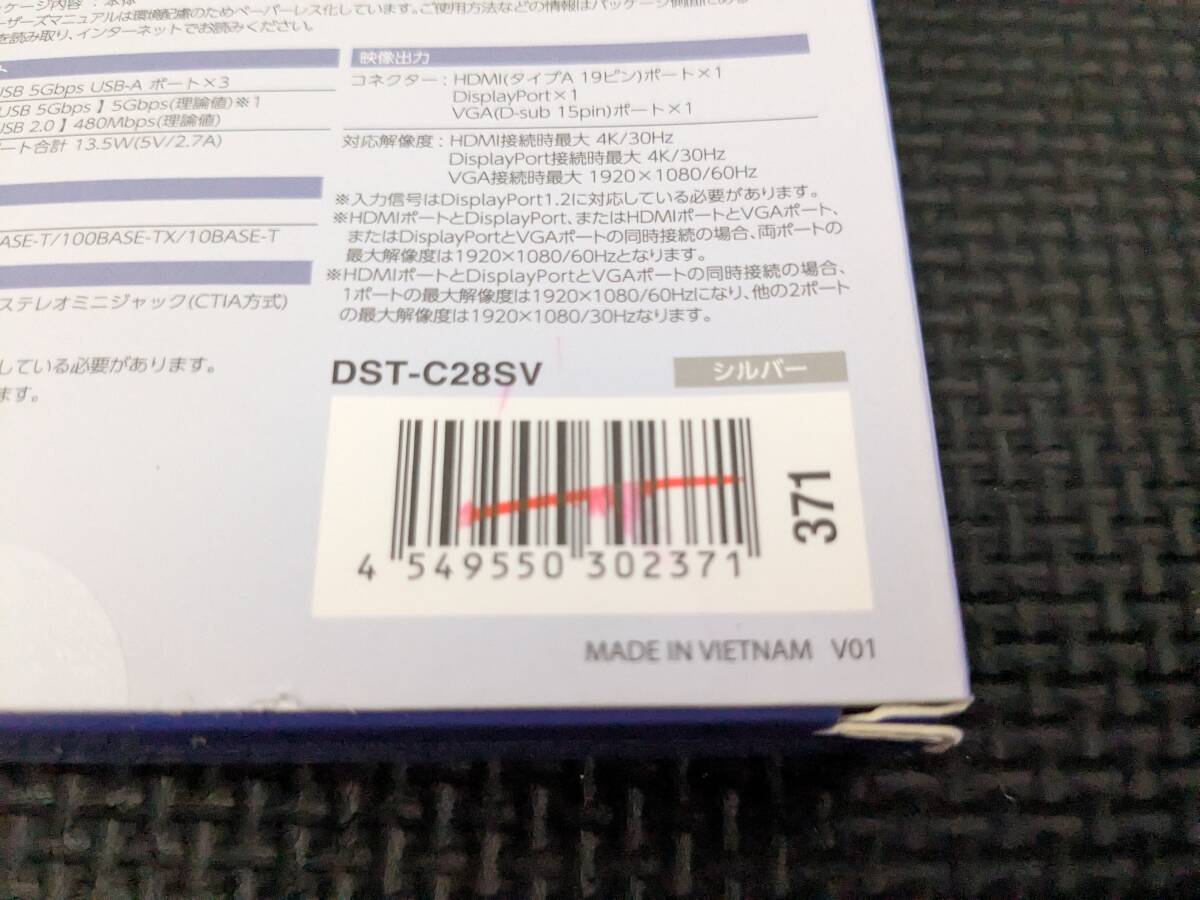 ッケージ内容：本体
ーザーズマニュアルは環境配慮のためペーパーレス化しています。ご使用方法などの情報はパッケージ側面にある
を読み取り、インターネットでお読みください。
ト
USB 5Gbps USB-A ポート×3
USB 5Gbps 】5Gbps(理論値)※1
USB 2.0】480Mbps(理論値)
ート合計 13.5W(5V/2.7A)
ASE-T/100BASE-TX/10BASE-T
ステレオミニジャック(CTIA方式)
している必要があります。
ます。
映像出力
コネクター：HDMI(タイプA 19ピン)ポート×1
DisplayPort×1
VGA(D-sub 15pin)ポート×1
対応解像度：HDMI接続時最大 4K/30Hz
DisplayPort接続時最大 4K/30Hz
VGA接続時最大 1920×1080/60Hz
※入力信号はDisplayPort1.2に対応している必要があります。
※HDMIポートとDisplayPort、またはHDMIポートとVGAポート、
またはDisplayPortとVGAポートの同時接続の場合、両ポートの
最大解像度は1920×1080/60Hzとなります。
※HDMIポートとDisplayPortとVGAポートの同時接続の場合、
1ポートの最大解像度は1920×1080/60Hzになり、他の2ポート
の最大解像度は1920×1080/30Hzなります。
DST-C28SV シルバー
4 549550 302371
371
MADE IN VIETNAM V01